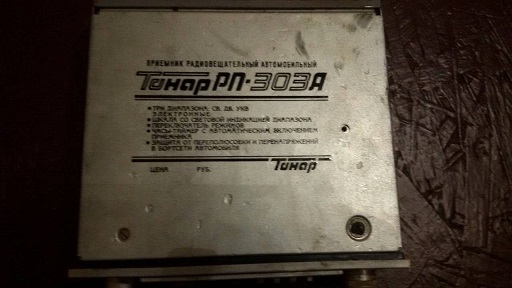 ПРИЕМНИК РАДИОВЕЩАТЕЛЬНЫЙ АВТОМОБИЛЬНЫЙ
Тонар РП-303А
• ТРИ ДИАПАЗОНА СВ, ДВ, УКВ
ЭЛЕКТРОННЫЕ:
• ШКАЛА СО СВЕТОВОЙ ИНДИКАЦИЕЙ ДИАПАЗОНА
• ПЕРЕКЛЮЧАТЕЛЬ РЕЖИМОВ
• ЧАСЫ-ТАЙМЕР С АВТОМАТИЧЕСКИМ ВКЛЮЧЕНИЕМ
ПРИЕМНИКА
• ЗАЩИТА ОТ ПЕРЕПОЛЮСОВКИ И ПЕРЕНАПРЯЖЕНИЙ
В БОРТСЕТИ АВТОМОБИЛЯ
Тонар
ЦЕНА РУБ.